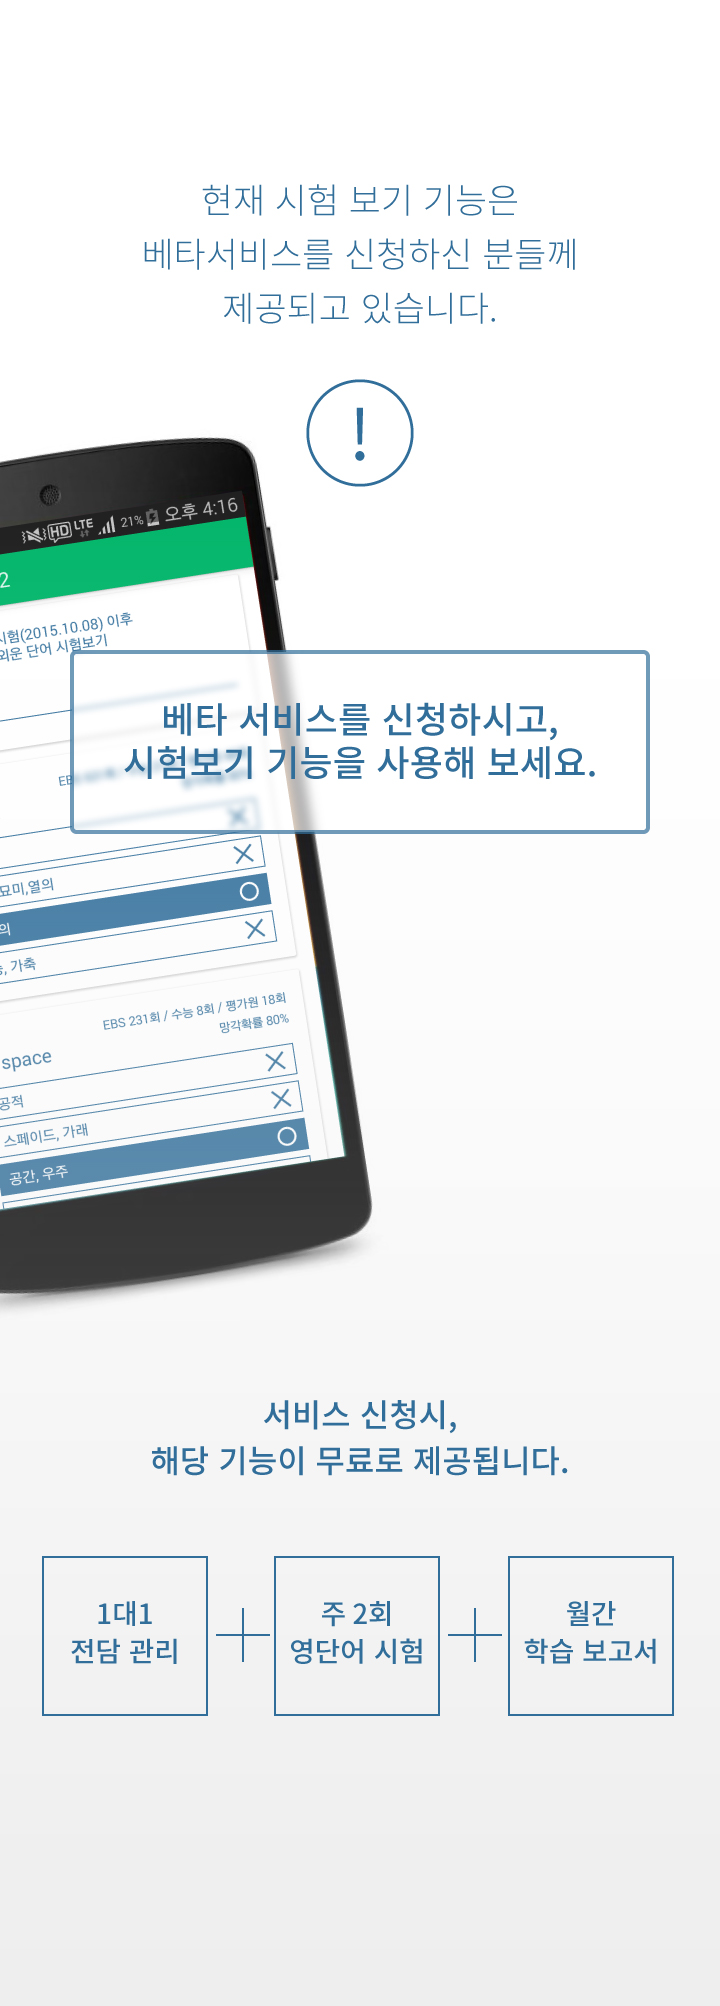 현재 시험 보기 기능은
베타서비스를 신청하신 분들께
제공되고 있습니다.
!
HD LTE 21% 오후 4:16
2
시험(2015.10.08) 이후
외운 단어 시험보기
베타 서비스를 신청하시고,
시험보기 기능을 사용해 보세요.
묘미,열의
의
, 가축
EBS 231회 / 수능 8회 / 평가원 18회
망각확률 80%
space
공적
스페이드, 가래
공간, 우주
서비스 신청시,
해당 기능이 무료로 제공됩니다.
1대1
전담 관리
주 2회
영단어 시험
월간
학습 보고서